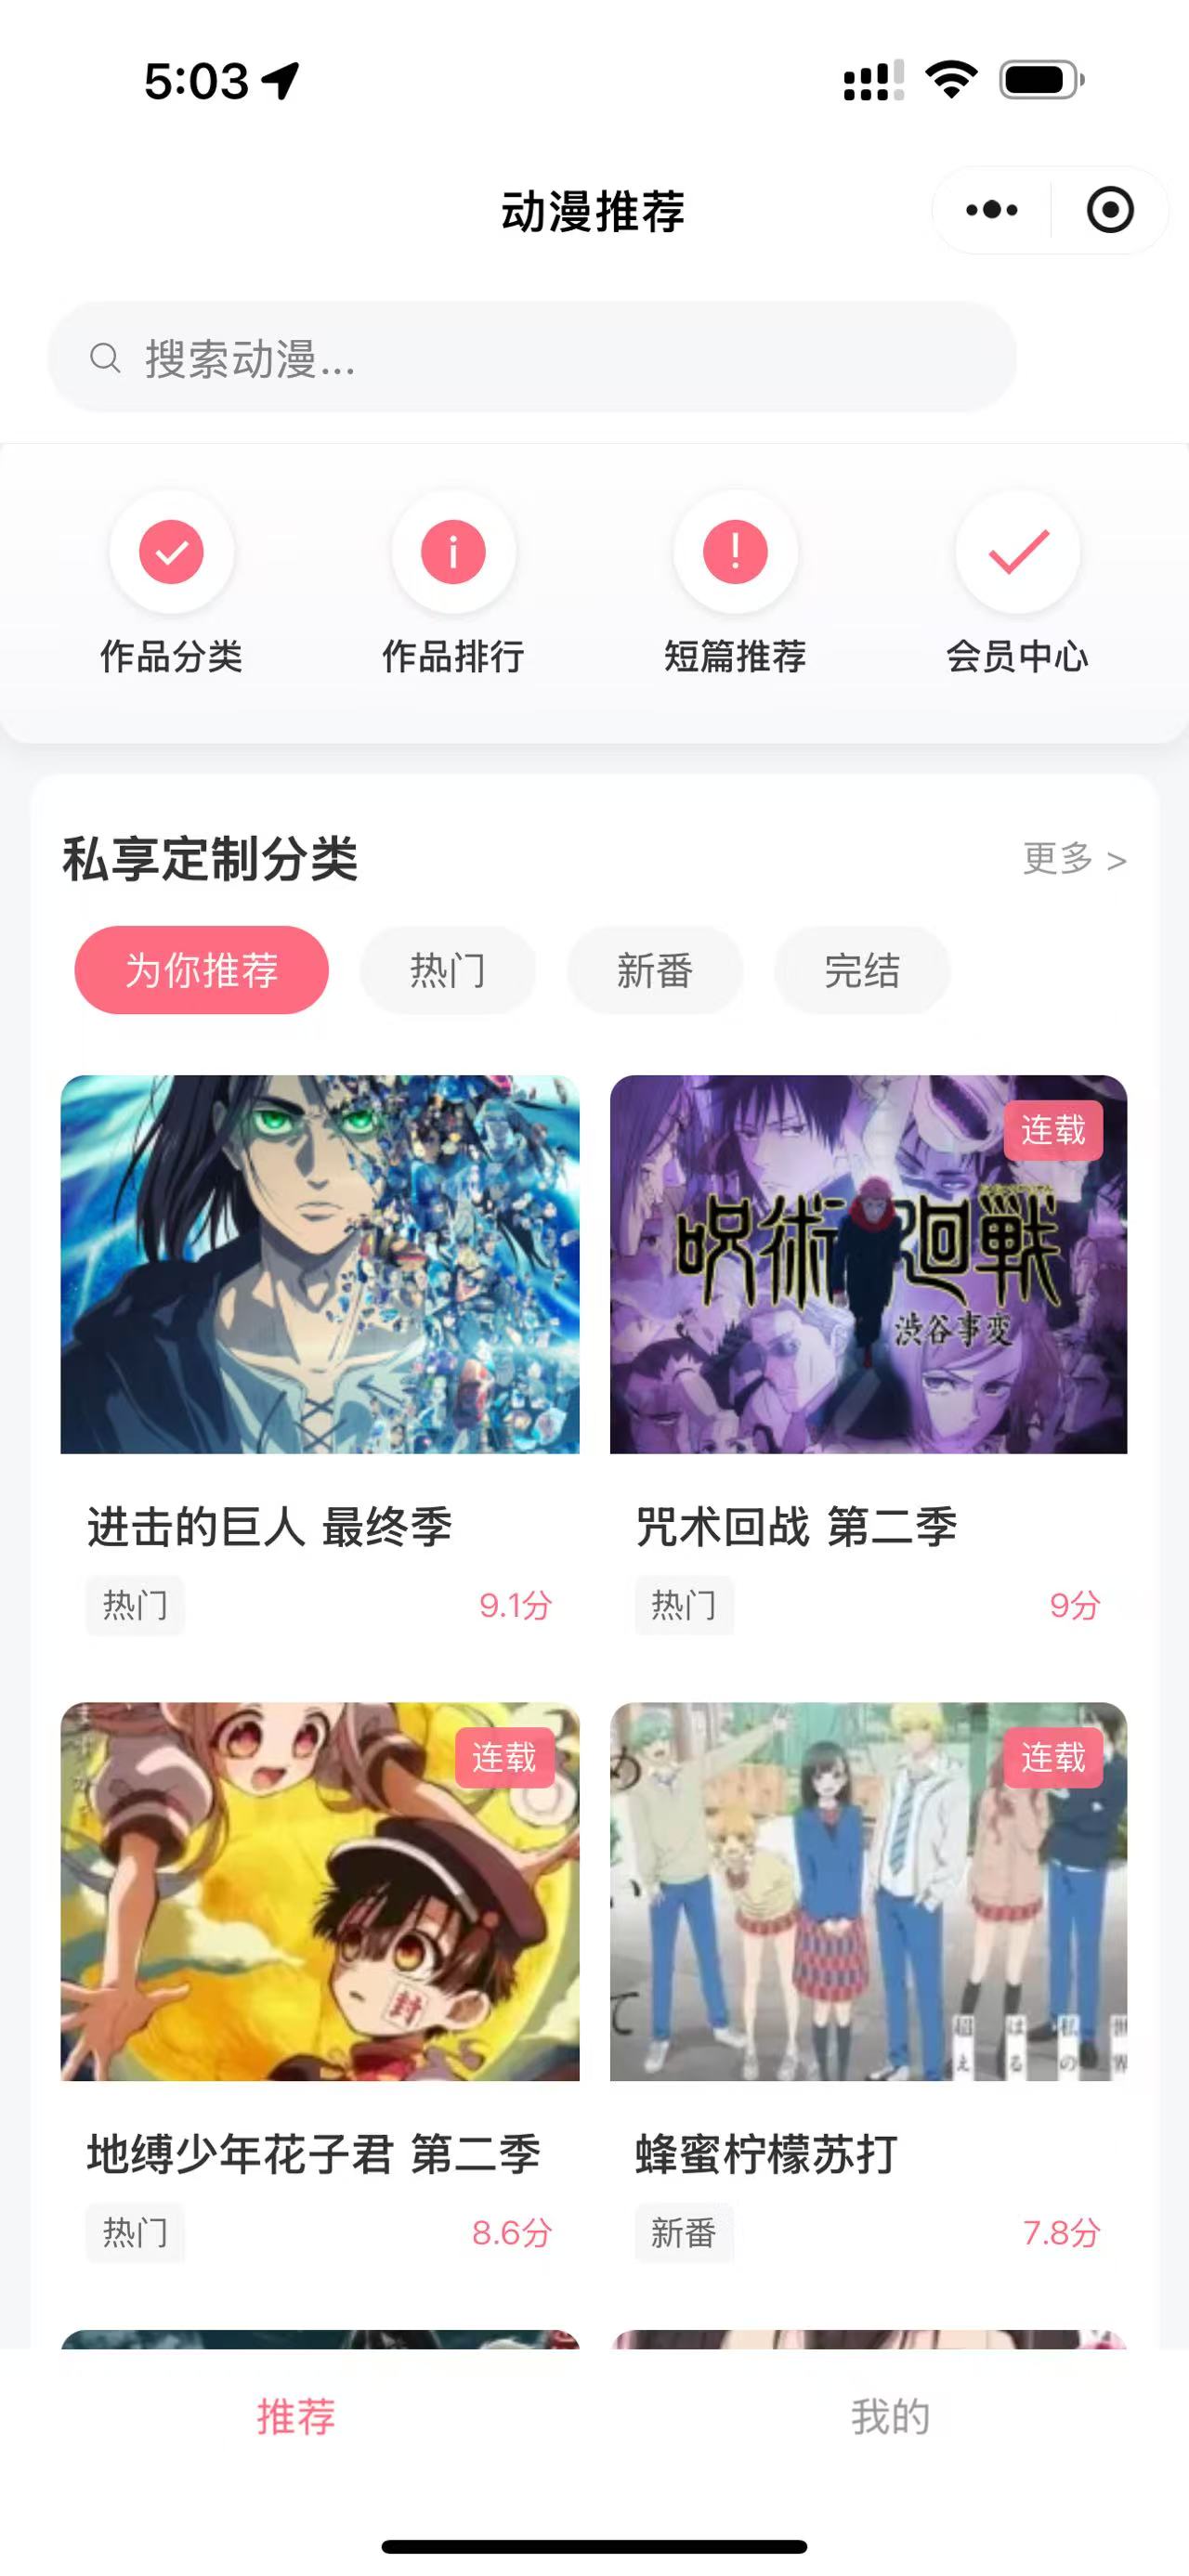 5:03
动漫推荐
搜索动漫...
作品分类 作品排行 短篇推荐 会员中心
私享定制分类 更多 >
为你推荐 热门 新番 完结
连载
呪術廻戦
渋谷事変
进击的巨人 最终季 咒术回战 第二季
热门 9.1分 热门 9分
连载 连载
封
地缚少年花子君 第二季 蜂蜜柠檬苏打
热门 8.6分 新番 7.8分
推荐 我的